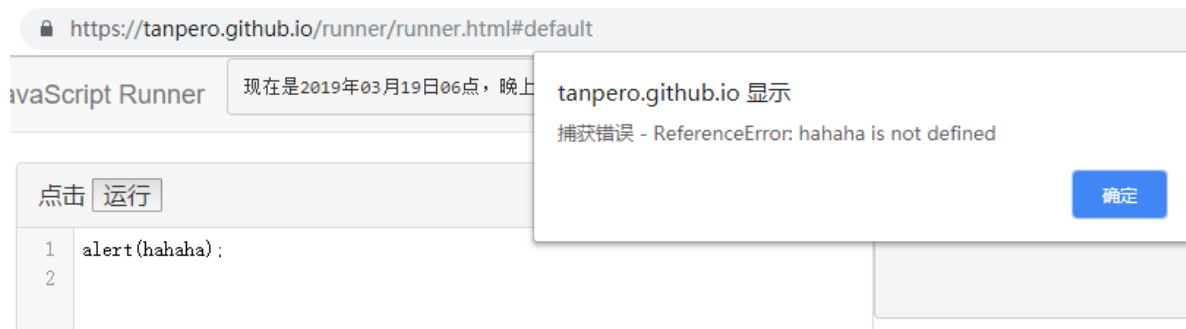 https://tanpero.github.io/runner/runner.html#default
avaScript Runner
现在是2019年03月19日06点，晚上
tanpero.github.io 显示
捕获错误 - ReferenceError: hahaha is not defined
确定
点击 运行
1 alert(hahaha);
2